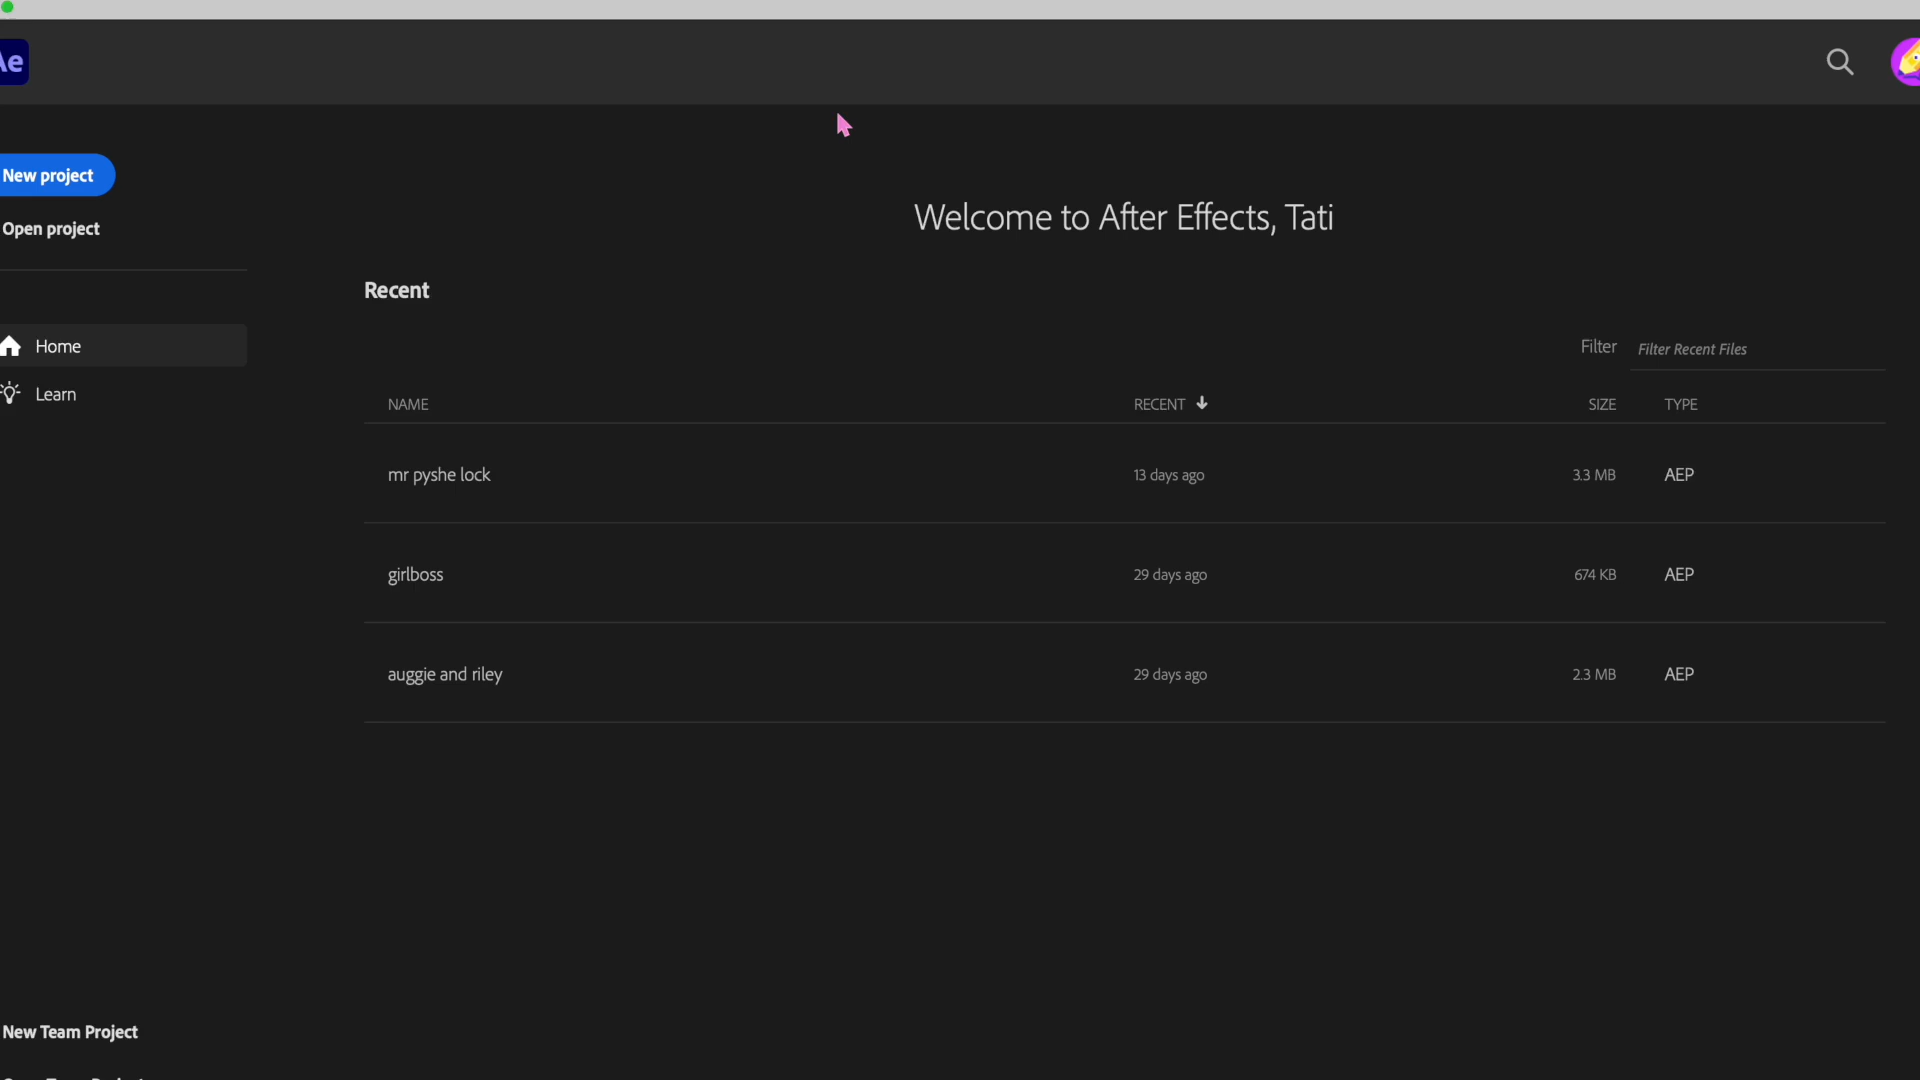 Ae
New project
Welcome to After Effects, Tati
Open project
Recent
Home
Filter Filter Recent Files
Learn
NAME RECENT SIZE TYPE
mr pyshe lock 13 days ago 3.3 MB AEP
girlboss 29 days ago 674 KB AEP
auggie and riley 29 days ago 2.3 MB AEP
New Team Project